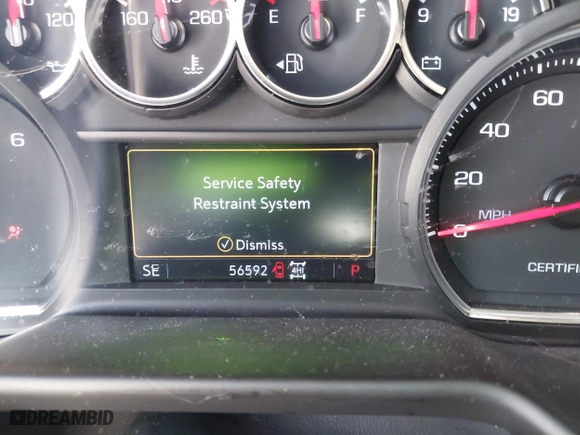 120
160 260
E F
9 19
6
60
40
20
MPH
0
CERTIFI
Service Safety
Restraint System
Dismiss
SE 56592 4HI P
DREAMBID